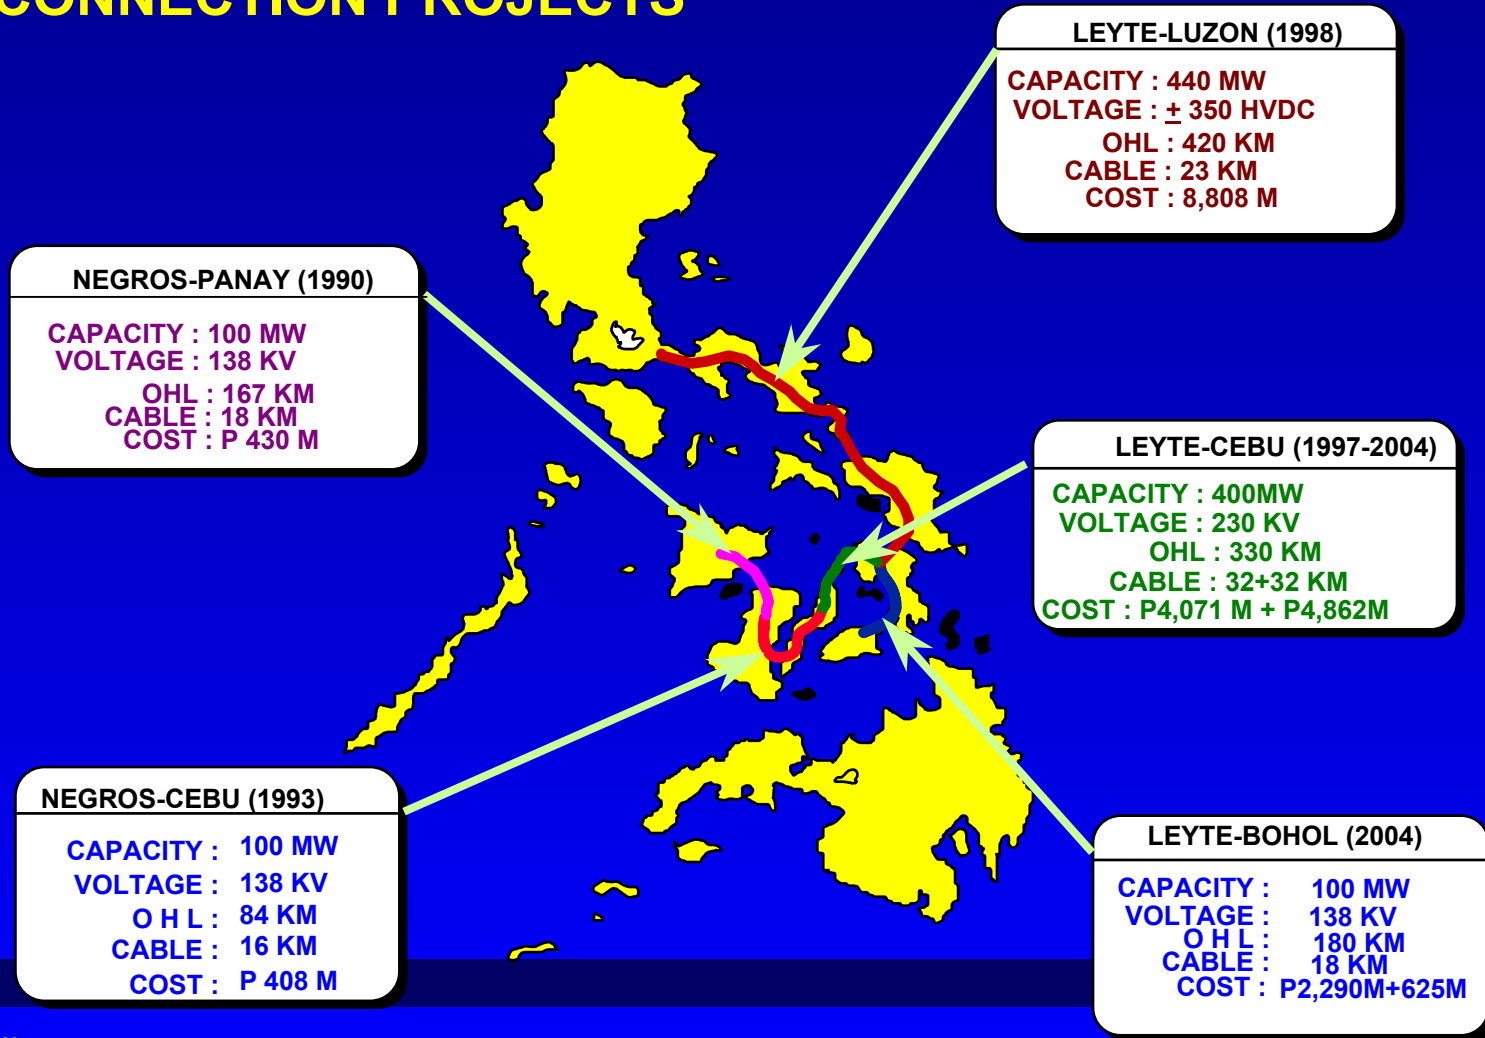 CONNECTION PROJECTS
LEYTE-LUZON (1998)
CAPACITY : 440 MW
VOLTAGE : ± 350 HVDC
OHL : 420 KM
CABLE : 23 KM
COST : 8,808 M
NEGROS-PANAY (1990)
CAPACITY : 100 MW
VOLTAGE : 138 KV
OHL : 167 KM
CABLE : 18 KM
COST : P 430 M
LEYTE-CEBU (1997-2004)
CAPACITY : 400MW
VOLTAGE : 230 KV
OHL : 330 KM
CABLE : 32+32 KM
COST : P4,071 M + P4,862M
NEGROS-CEBU (1993)
CAPACITY : 100 MW
VOLTAGE : 138 KV
O H L : 84 KM
CABLE : 16 KM
COST : P 408 M
LEYTE-BOHOL (2004)
CAPACITY : 100 MW
VOLTAGE : 138 KV
O H L : 180 KM
CABLE : 18 KM
COST : P2,290M+625M